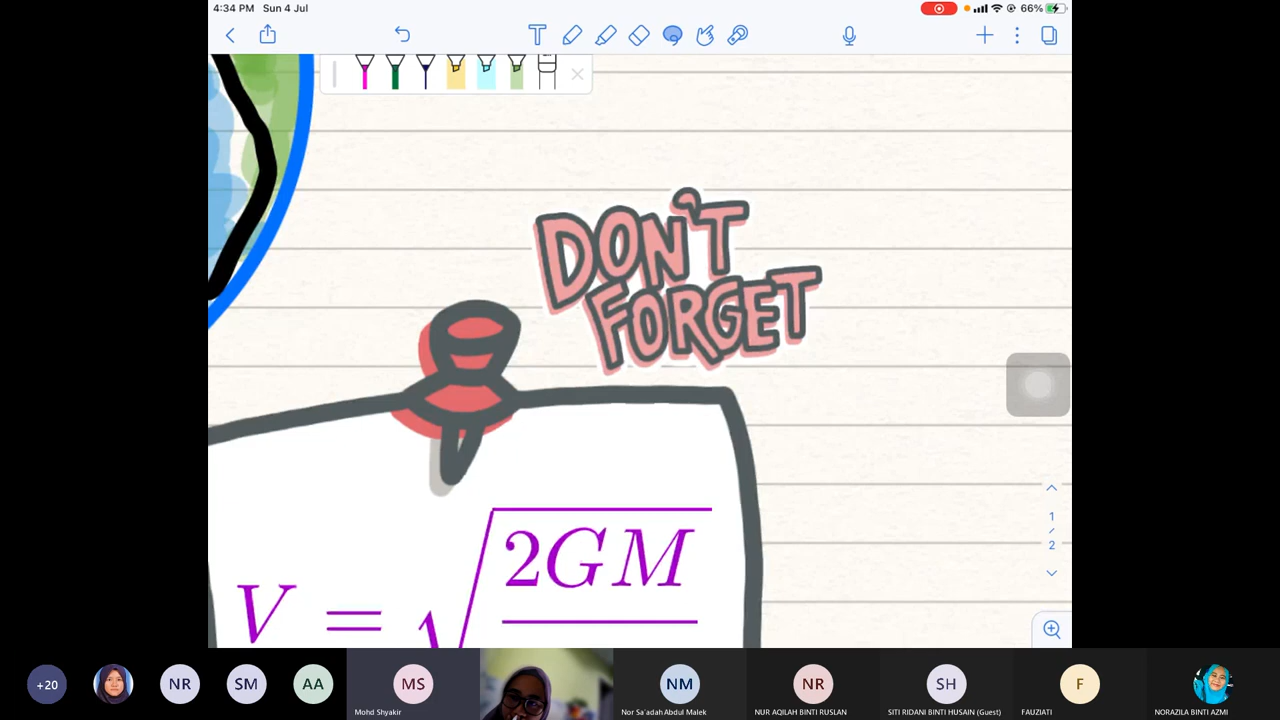 4:34 PM Sun 4 Jul
66%
DON'T
FORGET
V = √2GM
1
/
2
+20
NR
SM
AA
MS
NM
NR
SH
F
Mohd Shyakir
Nor Sa'adah Abdul Malek
NUR AQILAH BINTI RUSLAN
SITI RIDANI BINTI HUSAIN (Guest)
FAUZIATI
NORAZILA BINTI AZMI